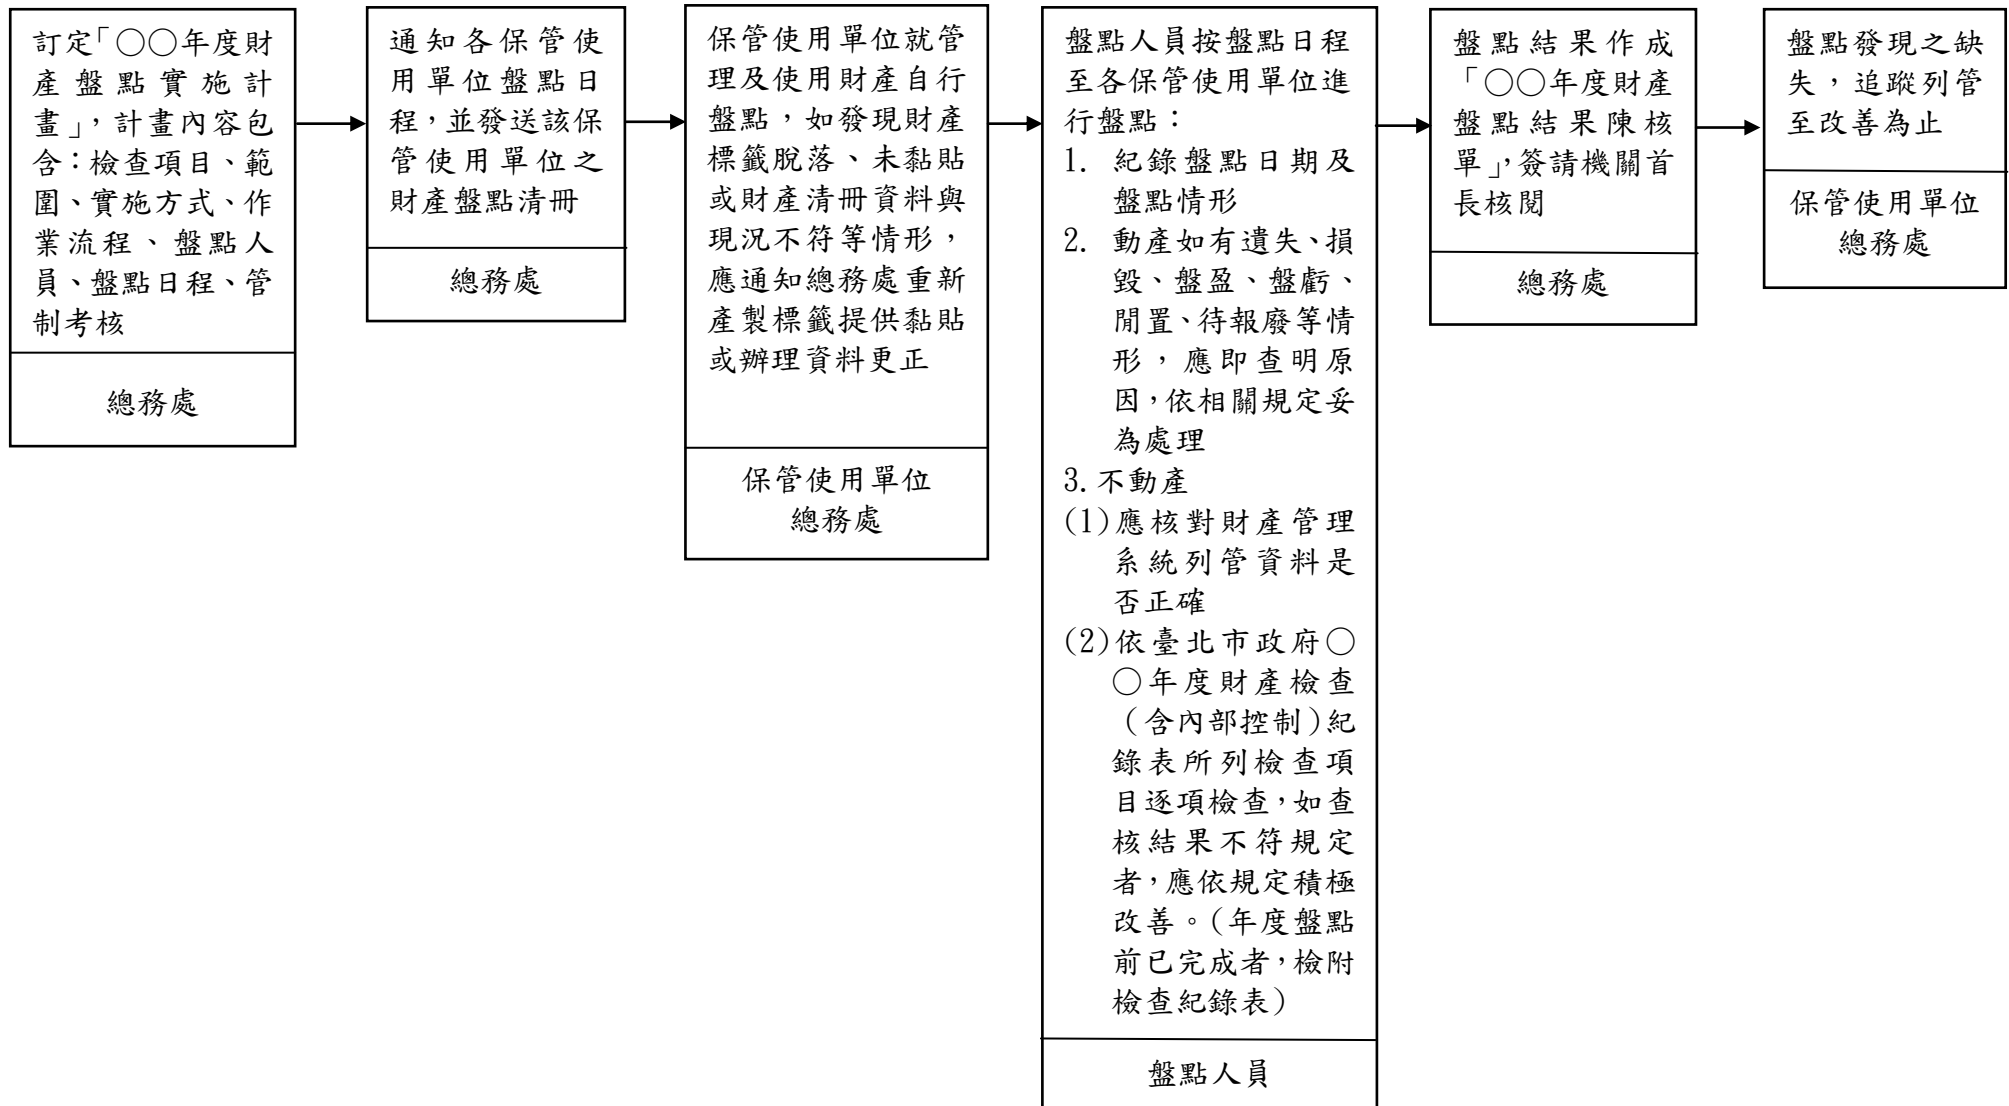 訂定「○○年度財
產盤點實施計
畫」，計畫內容包
含：檢查項目、範
圍、實施方式、作
業流程、盤點人
員、盤點日程、管
制考核
總務處
通知各保管使
用單位盤點日
程，並發送該保
管使用單位之
財產盤點清冊
總務處
保管使用單位就管
理及使用財產自行
盤點，如發現財產
標籤脫落、未黏貼
或財產清冊資料與
現況不符等情形，
應通知總務處重新
產製標籤提供黏貼
或辦理資料更正
保管使用單位
總務處
盤點人員按盤點日程
至各保管使用單位進
行盤點：
1. 紀錄盤點日期及
盤點情形
2. 動產如有遺失、損
毀、盤盈、盤虧、
閒置、待報廢等情
形，應即查明原
因，依相關規定妥
為處理
3.不動產
(1)應核對財產管理
系統列管資料是
否正確
(2)依臺北市政府○
○年度財產檢查
（含內部控制）紀
錄表所列檢查項
目逐項檢查，如查
核結果不符規定
者，應依規定積極
改善。（年度盤點
前已完成者，檢附
檢查紀錄表）
盤點人員
盤點結果作成
「○○年度財產
盤點結果陳核
單」，簽請機關首
長核閱
總務處
盤點發現之缺
失，追蹤列管
至改善為止
保管使用單位
總務處